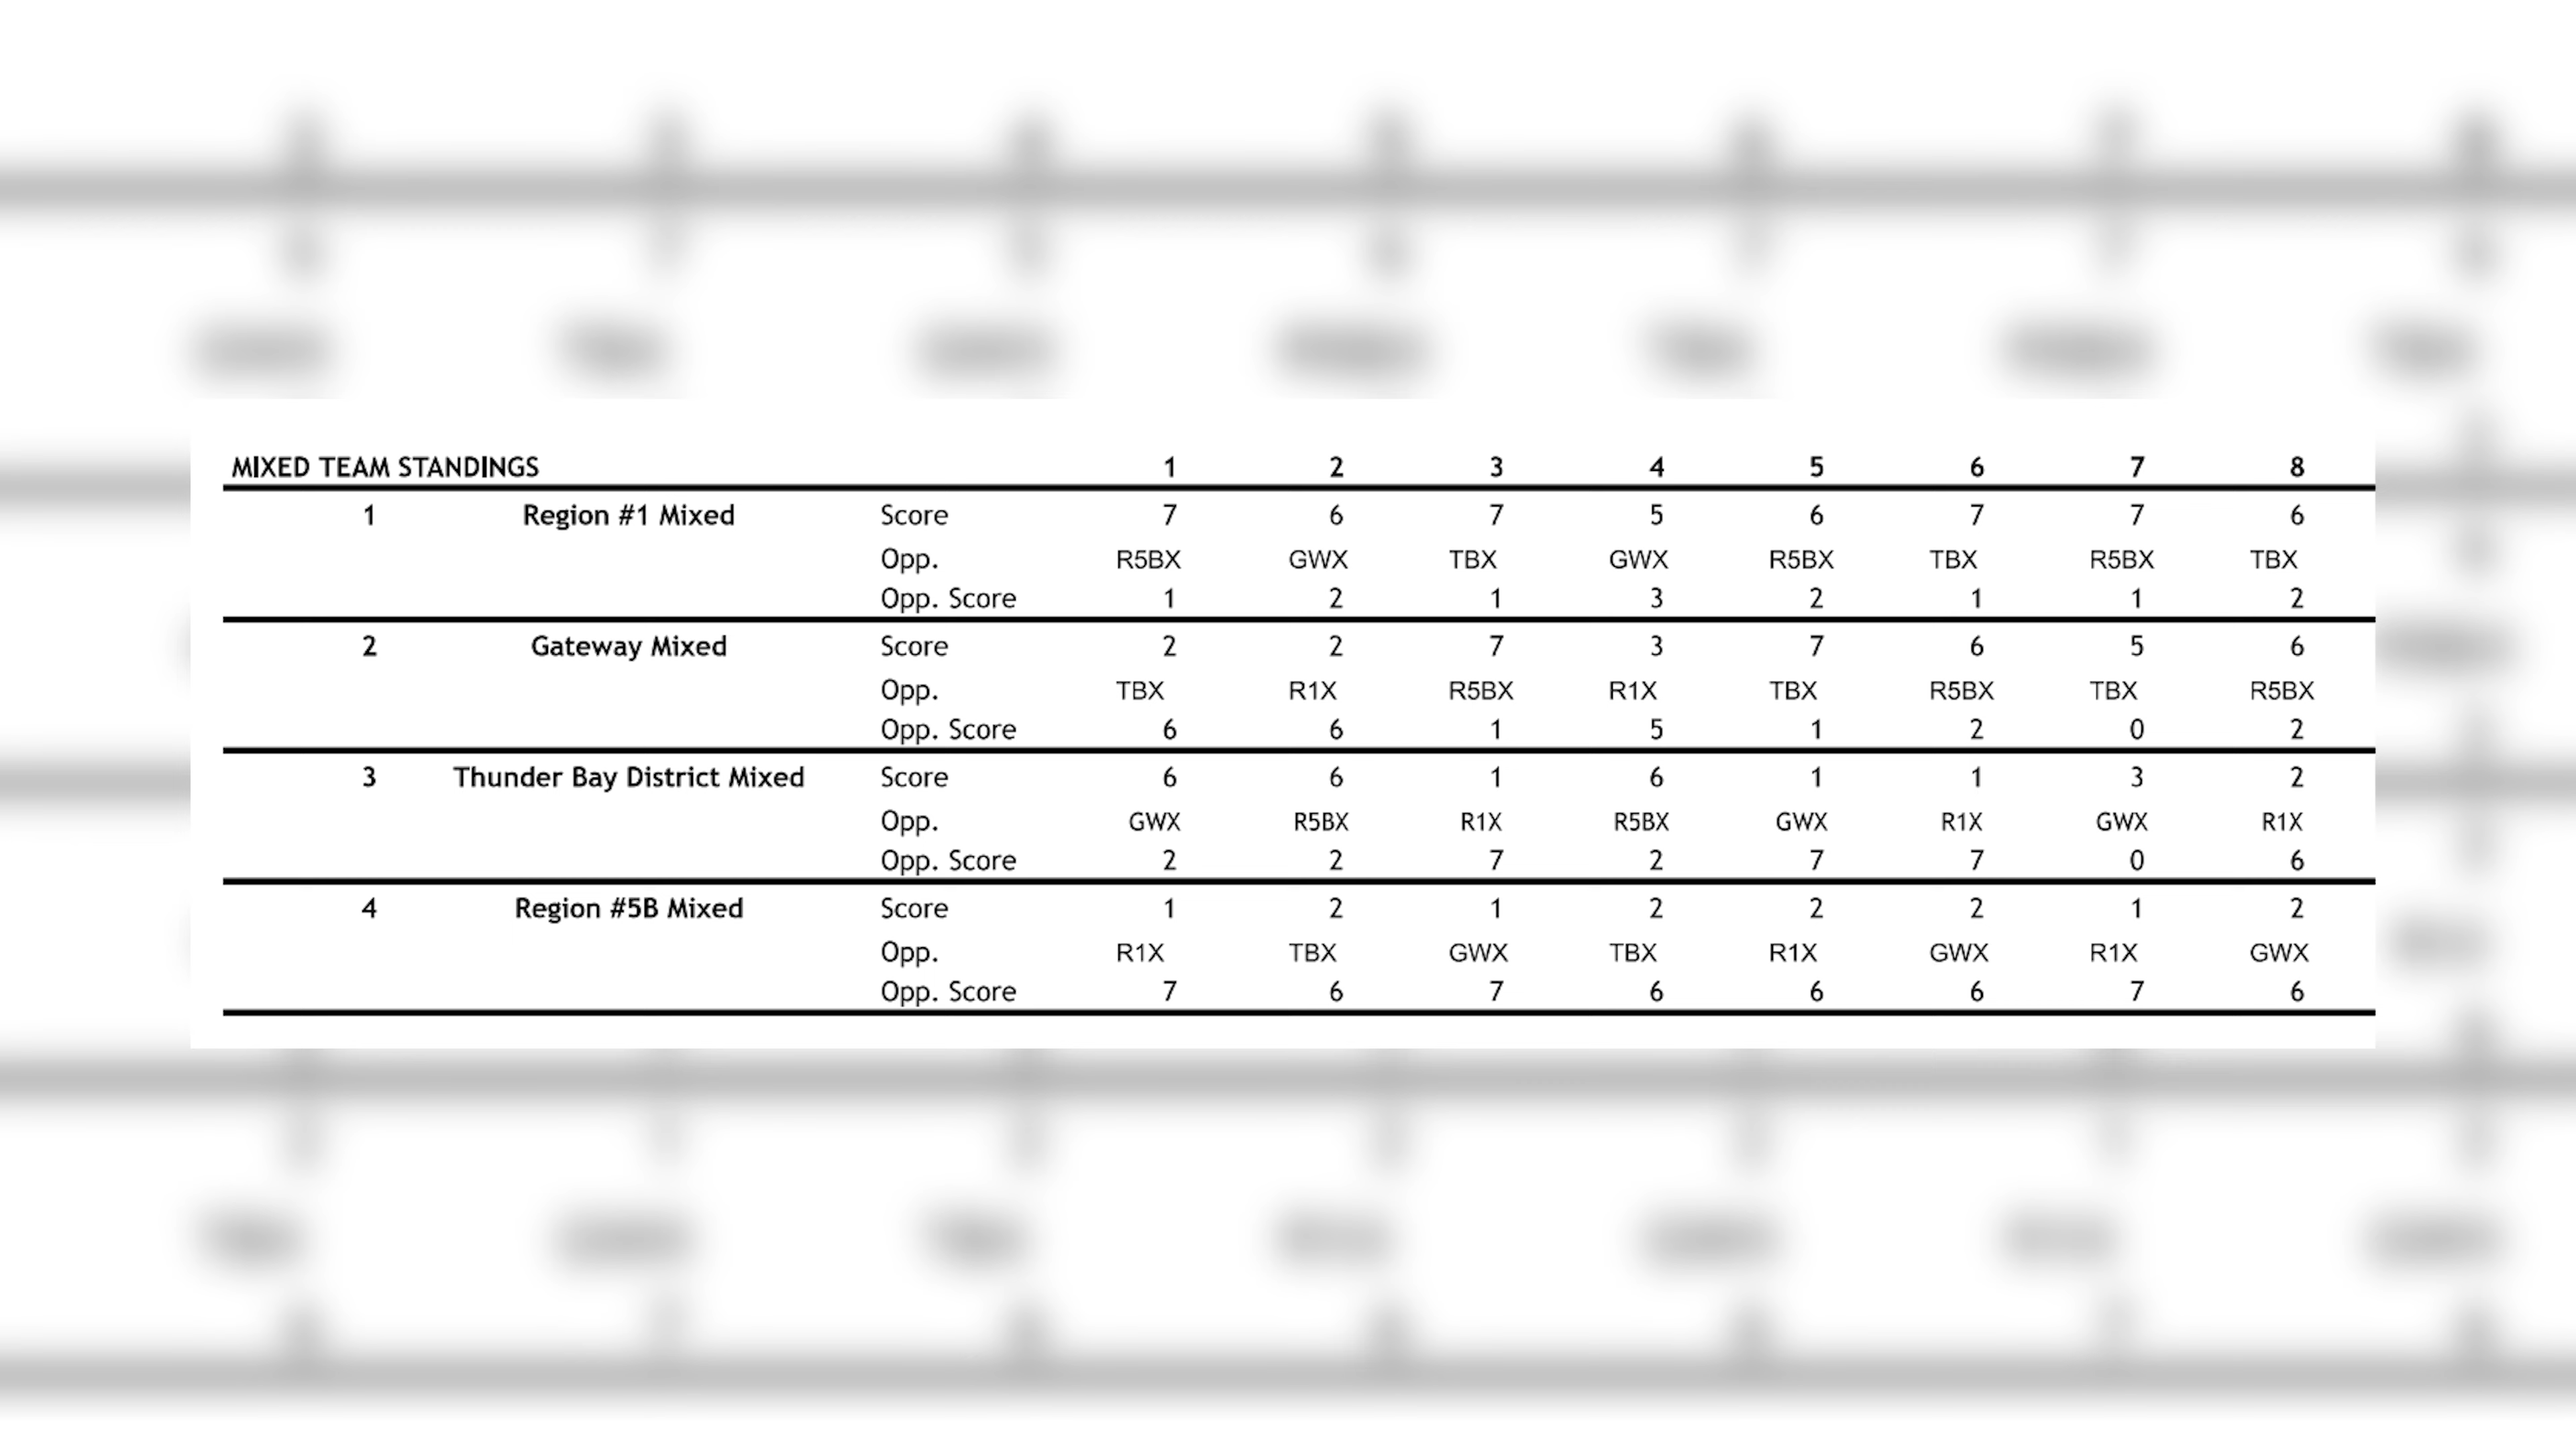 MIXED TEAM STANDINGS 1 2 3 4 5 6 7 8
1 Region #1 Mixed Score 7 6 7 5 6 7 7 6
Opp. R5BX GWX TBX GWX R5BX TBX R5BX TBX
Opp. Score 1 2 1 3 2 1 1 2
2 Gateway Mixed Score 2 2 7 3 7 6 5 6
Opp. TBX R1X R5BX R1X TBX R5BX TBX R5BX
Opp. Score 6 6 1 5 1 2 0 2
3 Thunder Bay District Mixed Score 6 6 1 6 1 1 3 2
Opp. GWX R5BX R1X R5BX GWX R1X GWX R1X
Opp. Score 2 2 7 2 7 7 0 6
4 Region #5B Mixed Score 1 2 1 2 2 2 1 2
Opp. R1X TBX GWX TBX R1X GWX R1X GWX
Opp. Score 7 6 7 6 6 6 7 6